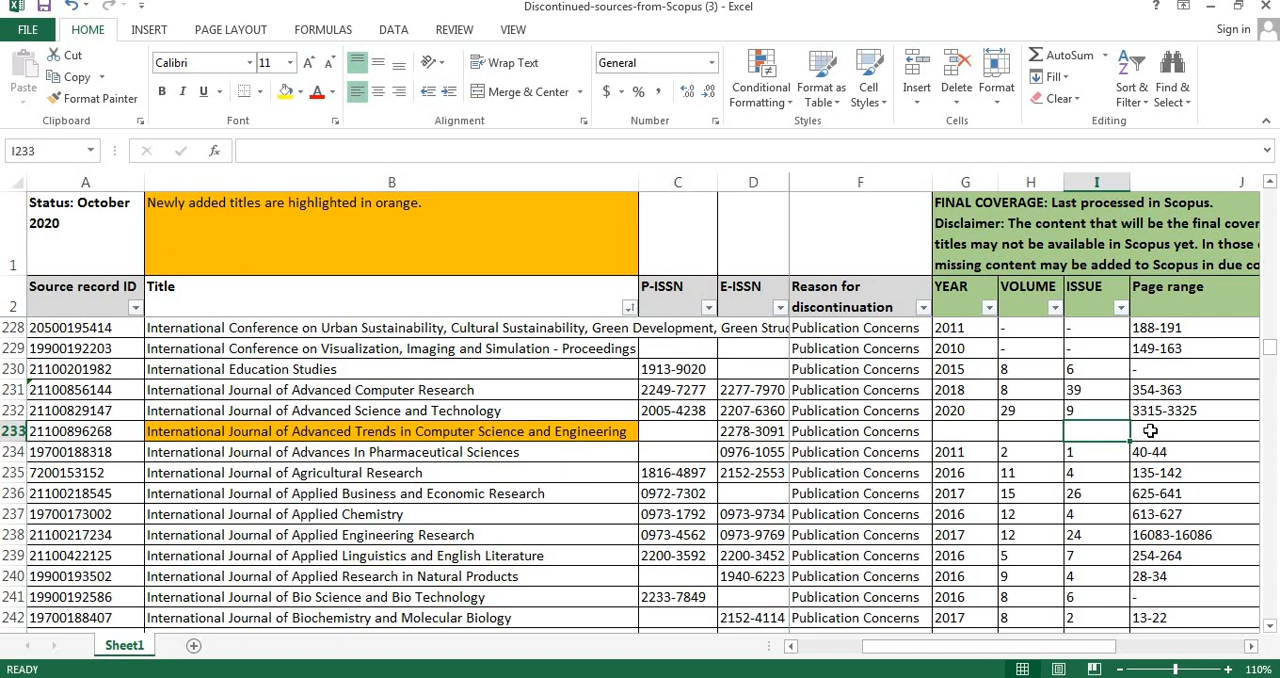 Discontinued-sources-from-Scopus (3) - Excel
?
FILE HOME INSERT PAGE LAYOUT FORMULAS DATA REVIEW VIEW Sign in
Paste
Cut
Copy
Format Painter
Clipboard
Calibri 11
B I U
Font
Wrap Text
Merge & Center
Alignment
General
$ % ,
Number
Conditional Formatting
Format as Table
Cell Styles
Styles
Insert Delete Format
Cells
AutoSum
Fill
Clear
Sort & Filter
Find & Select
Editing
I233 fx
A B C D F G H I J
1 Status: October 2020 Newly added titles are highlighted in orange. FINAL COVERAGE: Last processed in Scopus.
Disclaimer: The content that will be the final cover
titles may not be available in Scopus yet. In those
missing content may be added to Scopus in due co
2 Source record ID Title P-ISSN E-ISSN Reason for discontinuation YEAR VOLUME ISSUE Page range
228 20500195414 International Conference on Urban Sustainability, Cultural Sustainability, Green Development, Green Struc Publication Concerns 2011 - - 188-191
229 19900192203 International Conference on Visualization, Imaging and Simulation - Proceedings Publication Concerns 2010 - - 149-163
230 21100201982 International Education Studies 1913-9020 Publication Concerns 2015 8 6 -
231 21100856144 International Journal of Advanced Computer Research 2249-7277 2277-7970 Publication Concerns 2018 8 39 354-363
232 21100829147 International Journal of Advanced Science and Technology 2005-4238 2207-6360 Publication Concerns 2020 29 9 3315-3325
233 21100896268 International Journal of Advanced Trends in Computer Science and Engineering 2278-3091 Publication Concerns
234 19700188318 International Journal of Advances In Pharmaceutical Sciences 0976-1055 Publication Concerns 2011 2 1 40-44
235 7200153152 International Journal of Agricultural Research 1816-4897 2152-2553 Publication Concerns 2016 11 4 135-142
236 21100218545 International Journal of Applied Business and Economic Research 0972-7302 Publication Concerns 2017 15 26 625-641
237 19700173002 International Journal of Applied Chemistry 0973-1792 0973-9734 Publication Concerns 2016 12 4 613-627
238 21100217234 International Journal of Applied Engineering Research 0973-4562 0973-9769 Publication Concerns 2017 12 24 16083-16086
239 21100422125 International Journal of Applied Linguistics and English Literature 2200-3592 2200-3452 Publication Concerns 2016 5 7 254-264
240 19900193502 International Journal of Applied Research in Natural Products 1940-6223 Publication Concerns 2016 9 4 28-34
241 19900192586 International Journal of Bio Science and Bio Technology 2233-7849 Publication Concerns 2016 8 6 -
242 19700188407 International Journal of Biochemistry and Molecular Biology 2152-4114 Publication Concerns 2017 8 2 13-22
Sheet1
READY 110%